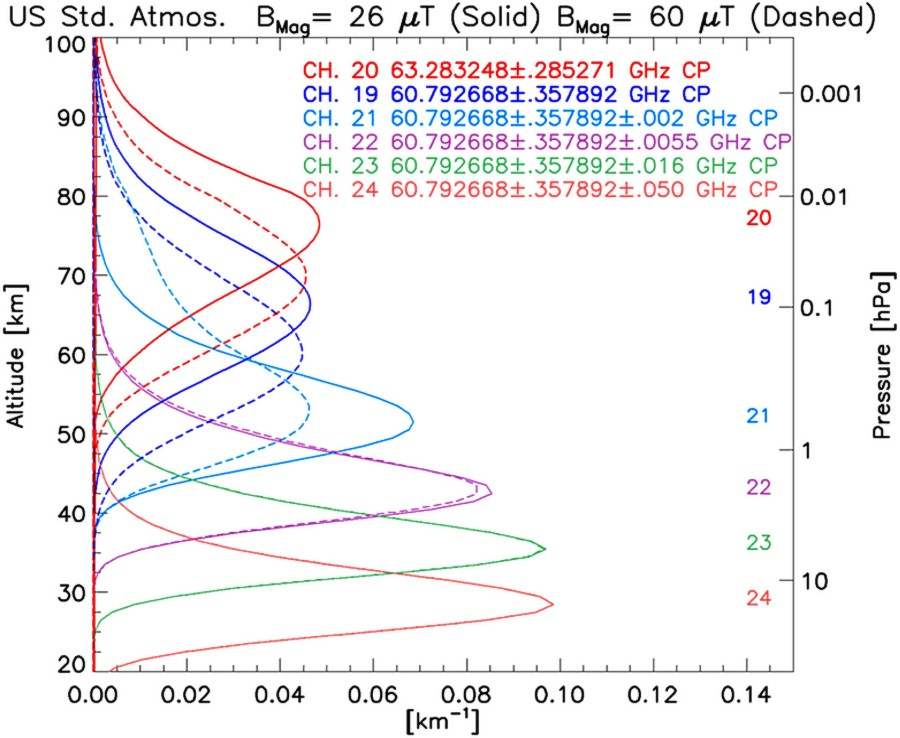 US Std. Atmos. B_Mag= 26 μT (Solid) B_Mag= 60 μT (Dashed)
CH. 20 63.283248±.285271 GHz CP
CH. 19 60.792668±.357892 GHz CP
CH. 21 60.792668±.357892±.002 GHz CP
CH. 22 60.792668±.357892±.0055 GHz CP
CH. 23 60.792668±.357892±.016 GHz CP
CH. 24 60.792668±.357892±.050 GHz CP
100
90
80
70
60
50
40
30
20
Altitude [km]
20
19
21
22
23
24
0.001
0.01
0.1
1
10
Pressure [hPa]
0.00 0.02 0.04 0.06 0.08 0.10 0.12 0.14
[km⁻¹]